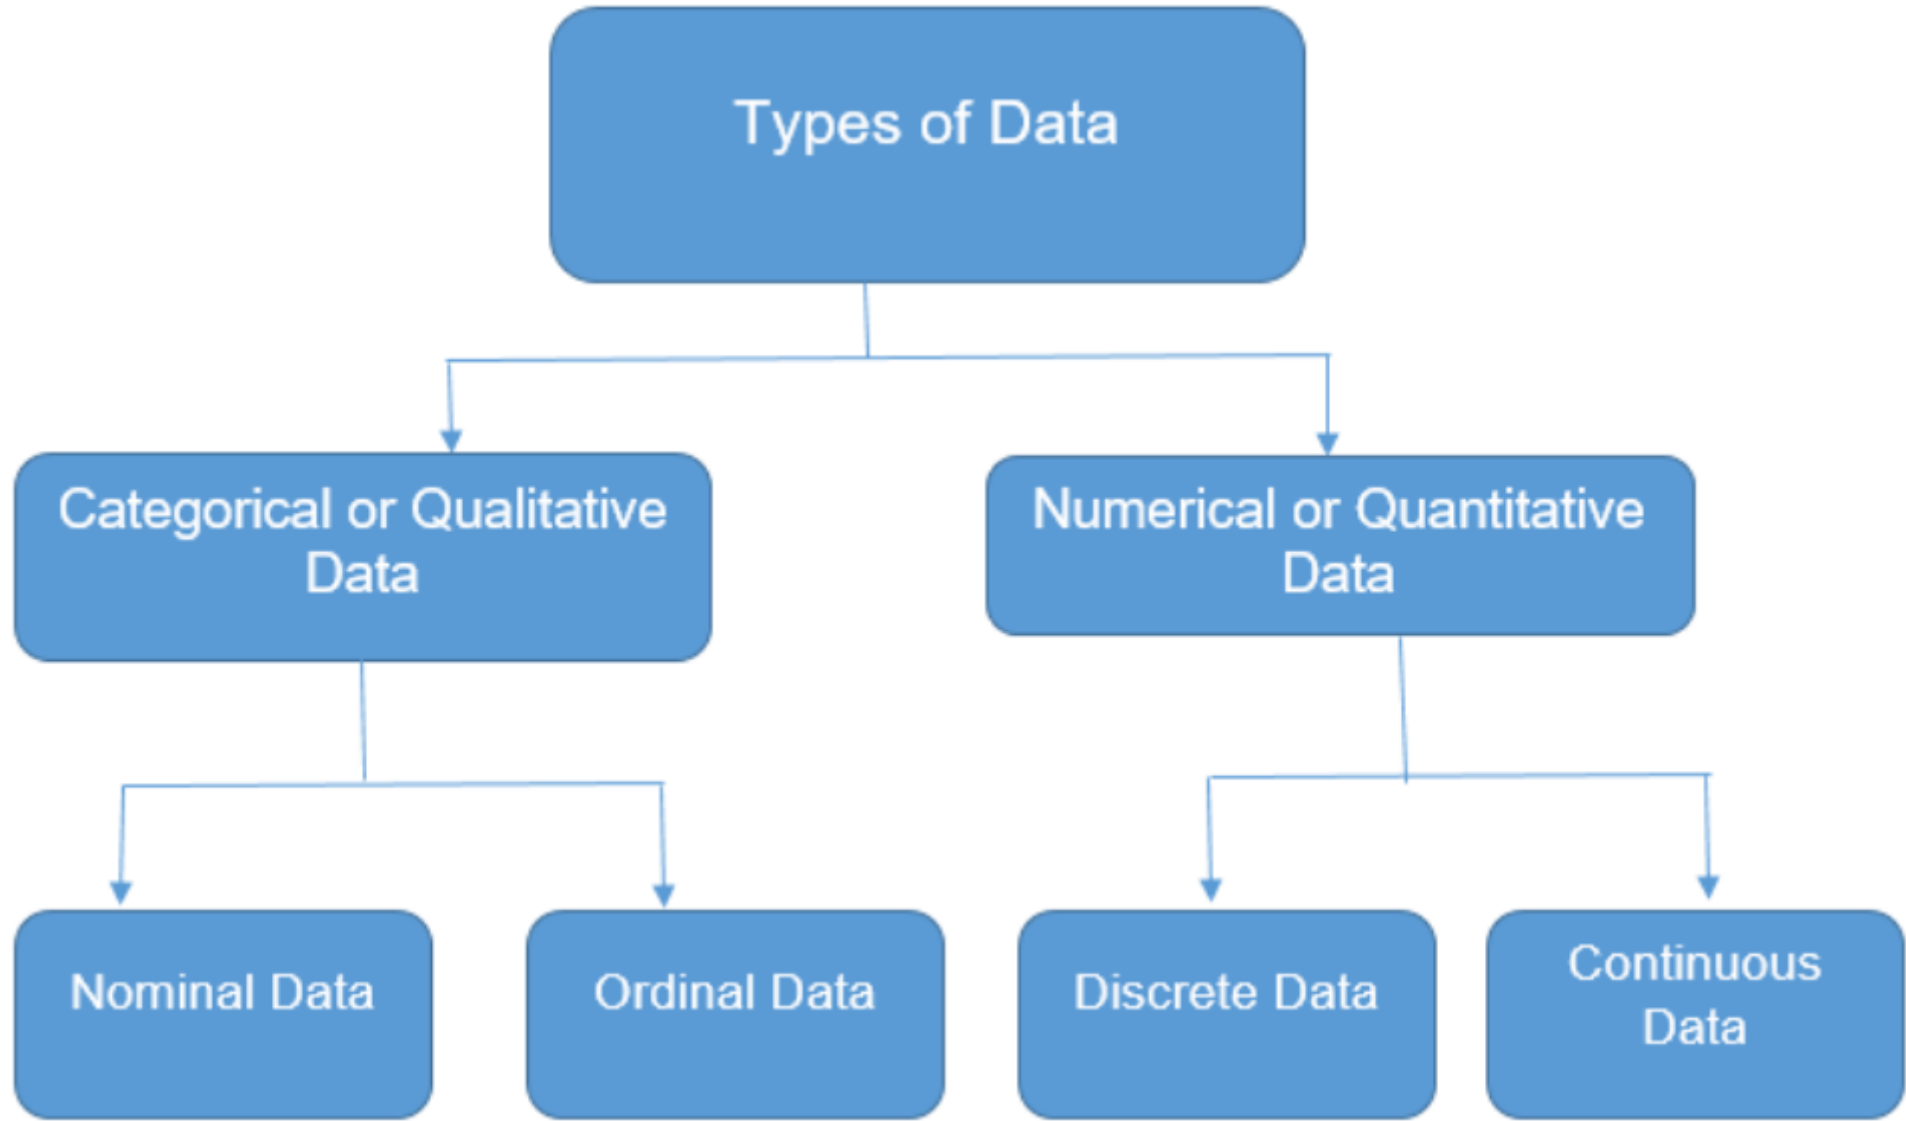 Types of Data
Categorical or Qualitative
Data
Numerical or Quantitative
Data
Nominal Data
Ordinal Data
Discrete Data
Continuous
Data